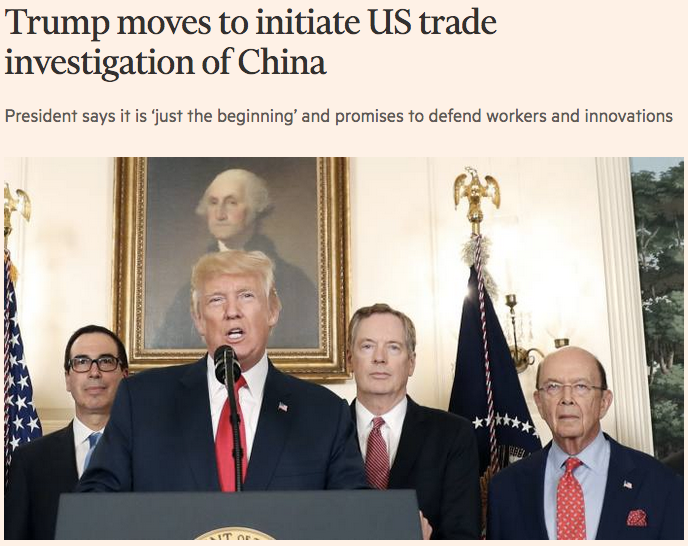 Trump moves to initiate US trade
investigation of China
President says it is ‘just the beginning’ and promises to defend workers and innovations